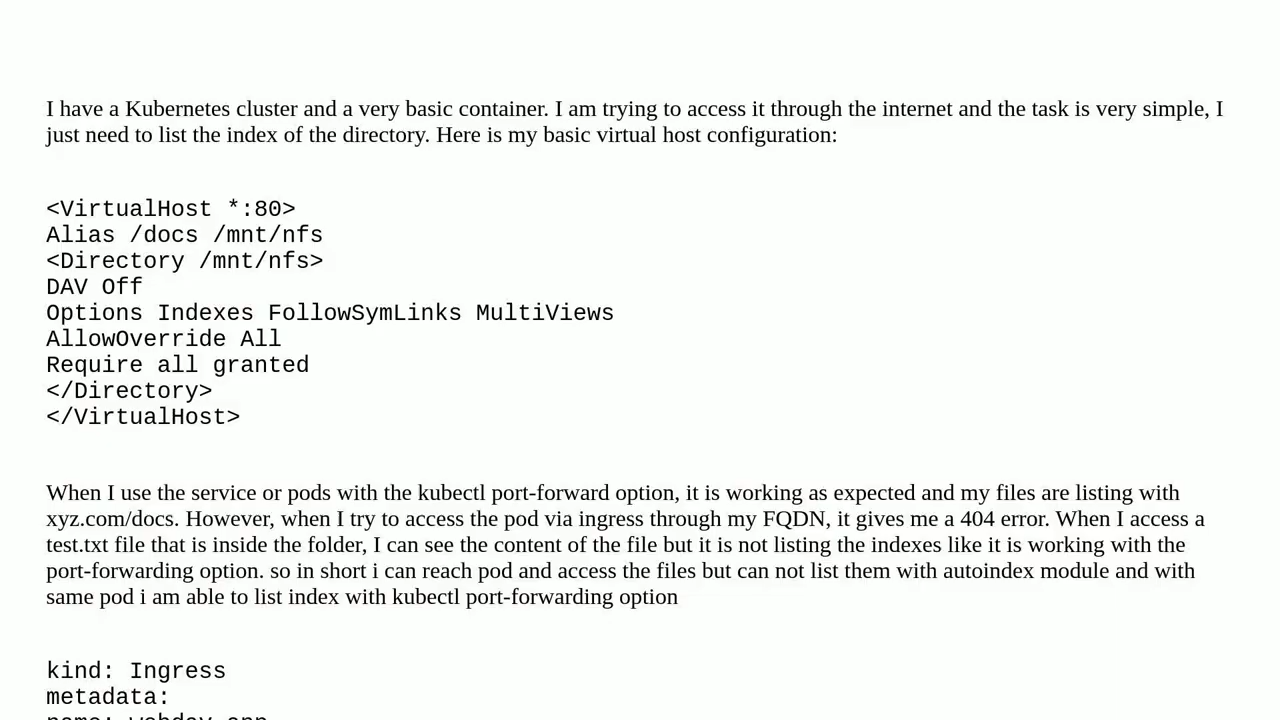 I have a Kubernetes cluster and a very basic container. I am trying to access it through the internet and the task is very simple, I
just need to list the index of the directory. Here is my basic virtual host configuration:
<VirtualHost *:80>
Alias /docs /mnt/nfs
<Directory /mnt/nfs>
DAV Off
Options Indexes FollowSymLinks MultiViews
AllowOverride All
Require all granted
</Directory>
</VirtualHost>
When I use the service or pods with the kubectl port-forward option, it is working as expected and my files are listing with
xyz.com/docs. However, when I try to access the pod via ingress through my FQDN, it gives me a 404 error. When I access a
test.txt file that is inside the folder, I can see the content of the file but it is not listing the indexes like it is working with the
port-forwarding option. so in short i can reach pod and access the files but can not list them with autoindex module and with
same pod i am able to list index with kubectl port-forwarding option
kind: Ingress
metadata:
name: webdav-app